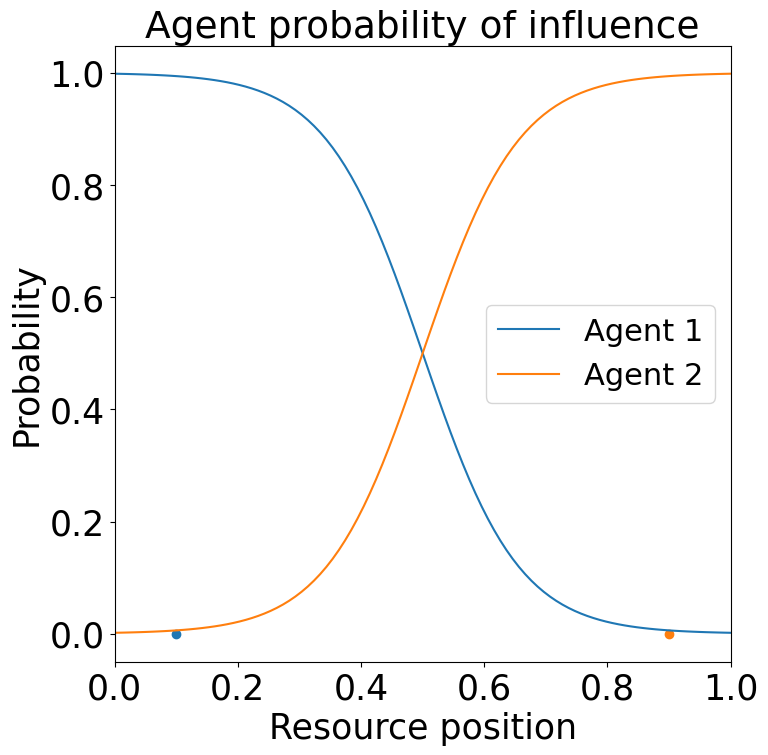 Agent probability of influence
1.0
0.8
0.6
0.4
0.2
0.0
Probability
Agent 1
Agent 2
0.0 0.2 0.4 0.6 0.8 1.0
Resource position